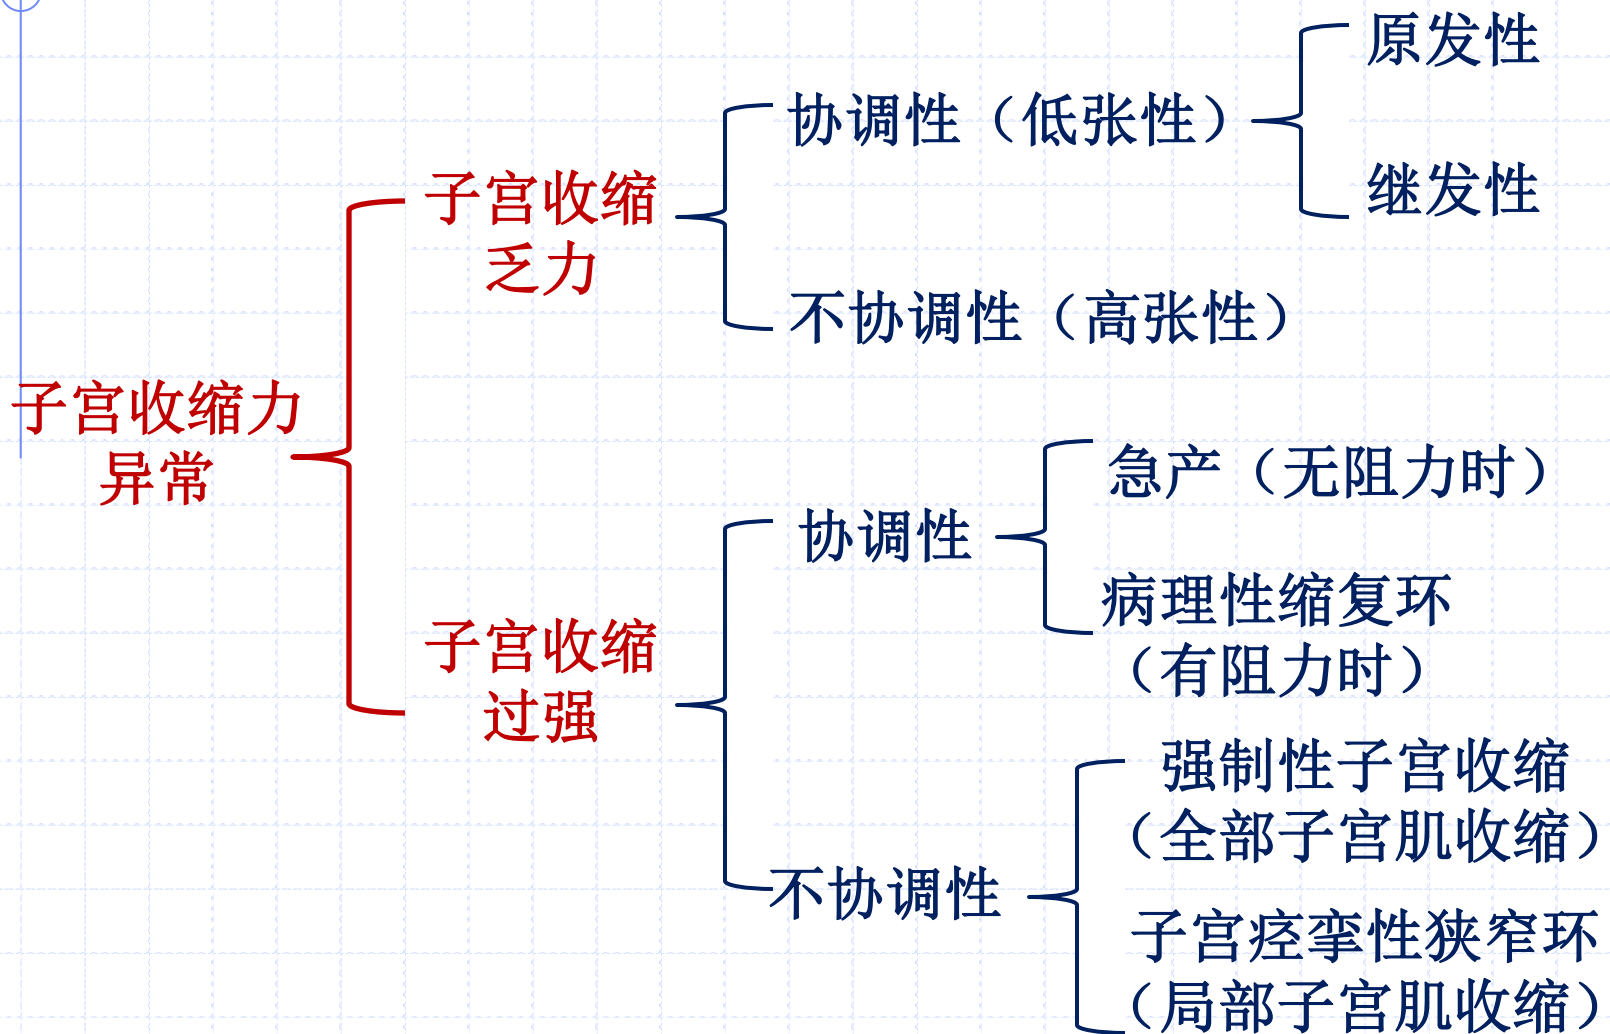 子宫收缩力
异常
子宫收缩
乏力
协调性（低张性）
原发性
继发性
不协调性（高张性）
子宫收缩
过强
协调性
急产（无阻力时）
病理性缩复环
（有阻力时）
不协调性
强制性子宫收缩
（全部子宫肌收缩）
子宫痉挛性狭窄环
（局部子宫肌收缩）